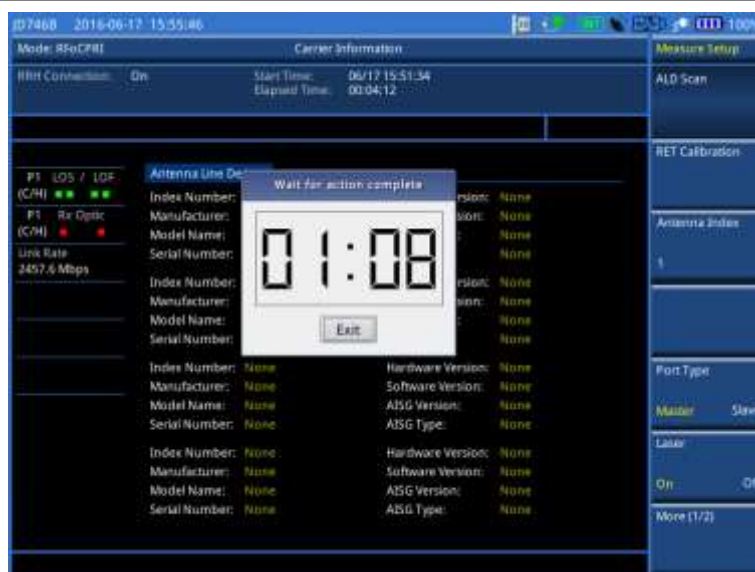 JD746B 2016-06-17 15:55:46 100%
Mode: RFoCPRI Carrier Information Measure Setup
RRH Connection: On Start Time: 06/17 15:51:34
Elapsed Time: 00:04:12
ALD Scan
RET Calibration
P1 LOS / LOF Antenna Line De
(C/H) Index Number: ersion: None
P1 Rx Optic Manufacturer: sion: None
(C/H) Model Name: : None
Link Rate Serial Number: None
2457.6 Mbps
Wait for action complete
01:08
Exit
Index Number: rsion: None
Manufacturer: sion: None
Model Name: : None
Serial Number: None
Antenna Index
1
Index Number: None Hardware Version: None
Manufacturer: None Software Version: None
Model Name: None AISG Version: None
Serial Number: None AISG Type: None
Port Type
Master Slav
Index Number: None Hardware Version: None
Manufacturer: None Software Version: None
Model Name: None AISG Version: None
Serial Number: None AISG Type: None
Laser
On Of
More (1/2)